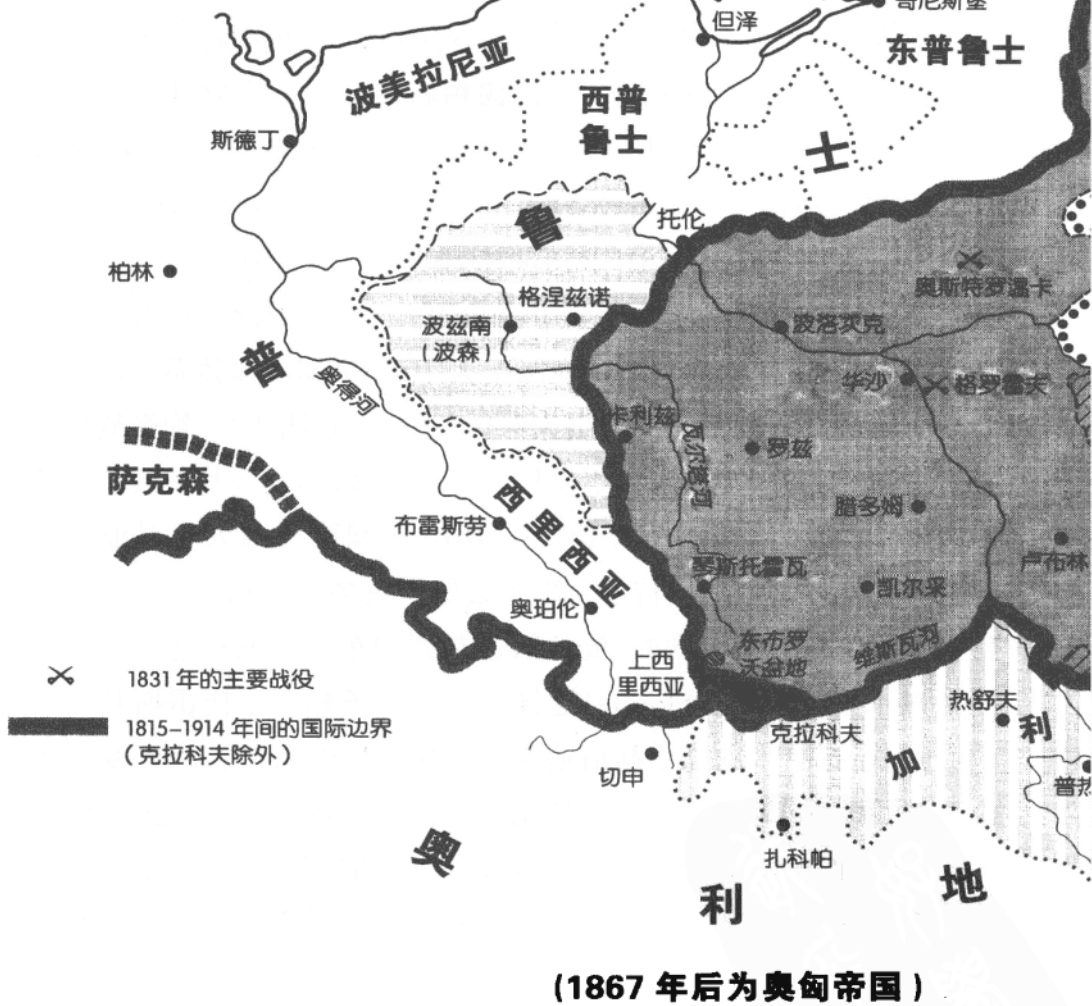 但泽
哥尼斯堡
东普鲁士
波美拉尼亚
西普
鲁士
斯德丁
士
托伦
鲁
柏林
奥斯特罗温卡
格涅兹诺
波兹南
(波森)
波洛茨克
普
奥得河
华沙
格罗霍夫
卡利兹
瓦尔塔河
罗兹
萨克森
西里西亚
腊多姆
布雷斯劳
琴斯托霍瓦
卢布林
凯尔采
奥珀伦
东布罗
沃盆地
维斯瓦河
上西
里西亚
1831 年的主要战役
热舒夫
1815–1914 年间的国际边界
(克拉科夫除外)
克拉科夫
利
加
切申
普热
奥
扎科帕
利
地
(1867 年后为奥匈帝国)